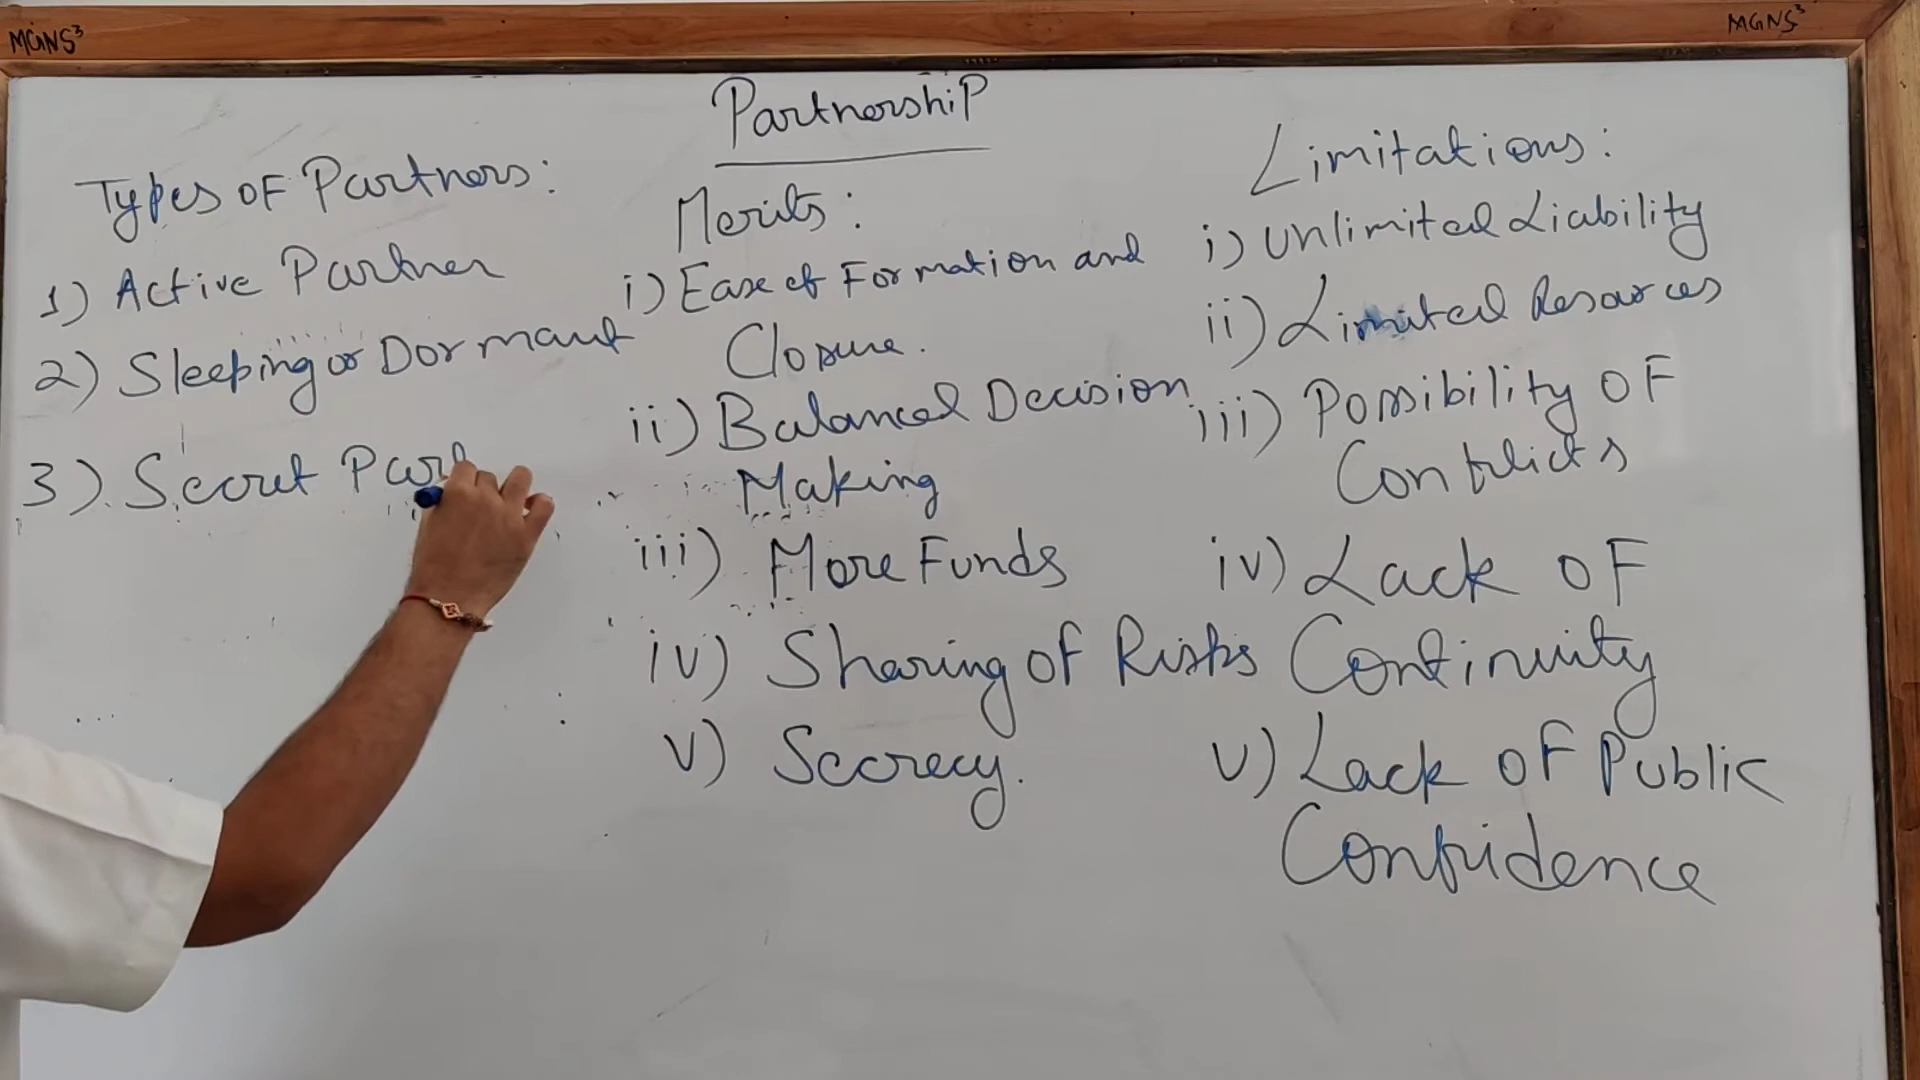 MGNS³
MGNS³
Partnership
Types of Partners:
1) Active Partner
2) Sleeping or Dormant
3) Secret Part
Merits:
i) Ease of Formation and
Closure.
ii) Balanced Decision
Making
iii) More Funds
iv) Sharing of Risks
v) Secrecy.
Limitations:
i) Unlimited Liability
ii) Limited Resources
iii) Possibility of
Conflicts
iv) Lack of
Continuity
v) Lack of Public
Confidence